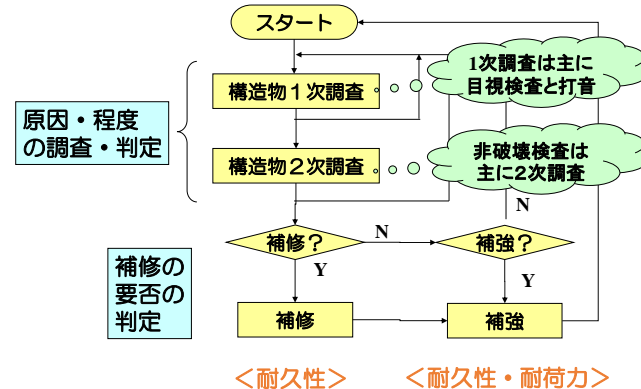 スタート
1次調査は主に
目視検査と打音
構造物1次調査
原因・程度
の調査・判定
非破壊検査は
主に2次調査
構造物2次調査
N
補修？
N
補強？
Y
Y
補修の
要否の
判定
補修
補強
＜耐久性＞
＜耐久性・耐荷力＞